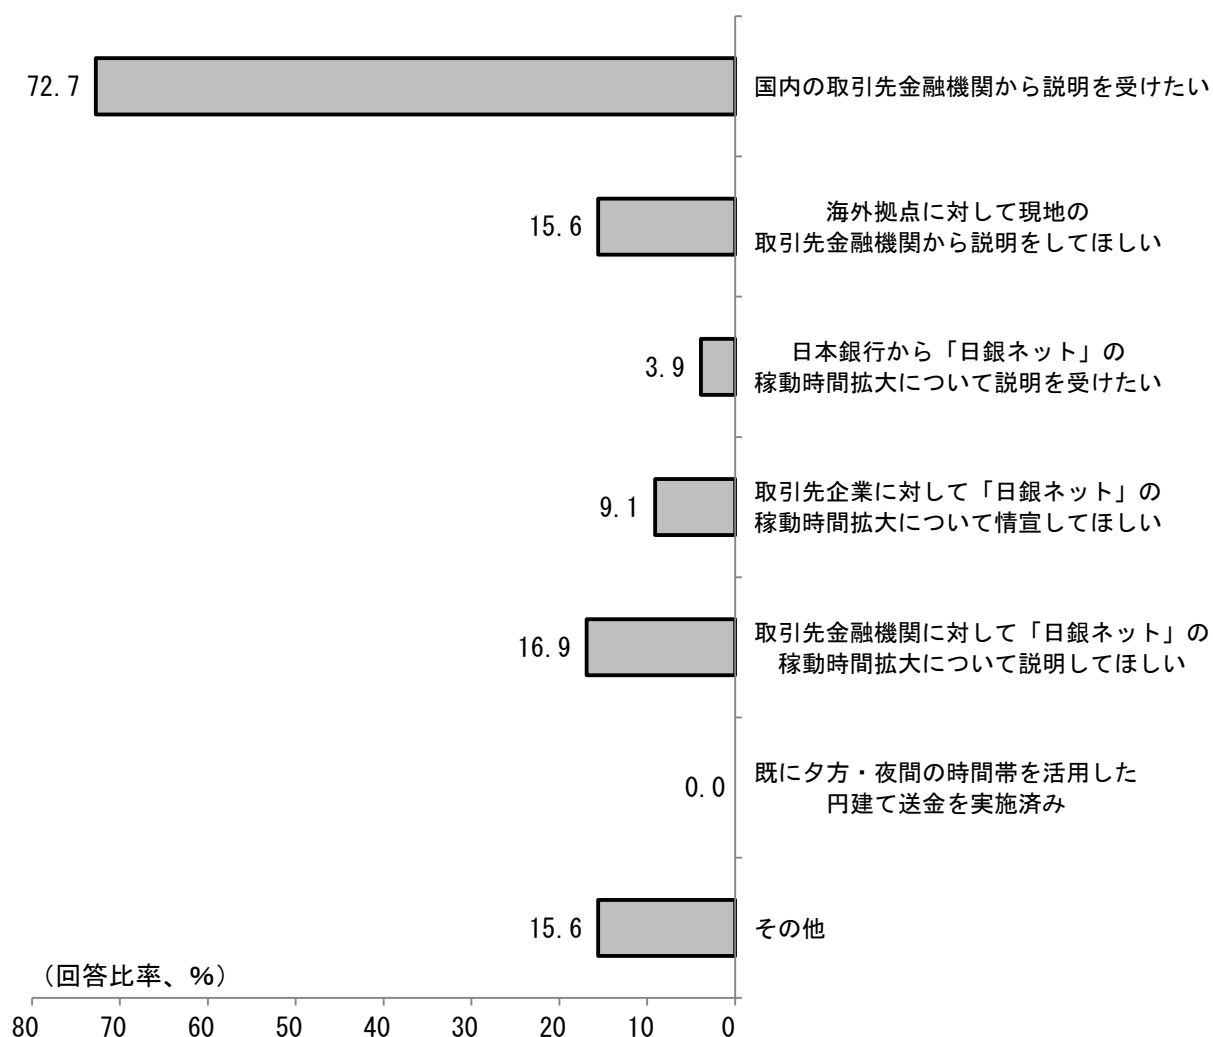 72.7
国内の取引先金融機関から説明を受けたい
15.6
海外拠点に対して現地の
取引先金融機関から説明をしてほしい
3.9
日本銀行から「日銀ネット」の
稼動時間拡大について説明を受けたい
9.1
取引先企業に対して「日銀ネット」の
稼動時間拡大について情宣してほしい
16.9
取引先金融機関に対して「日銀ネット」の
稼動時間拡大について説明してほしい
0.0
既に夕方・夜間の時間帯を活用した
円建て送金を実施済み
15.6
その他
（回答比率、%）
80 70 60 50 40 30 20 10 0